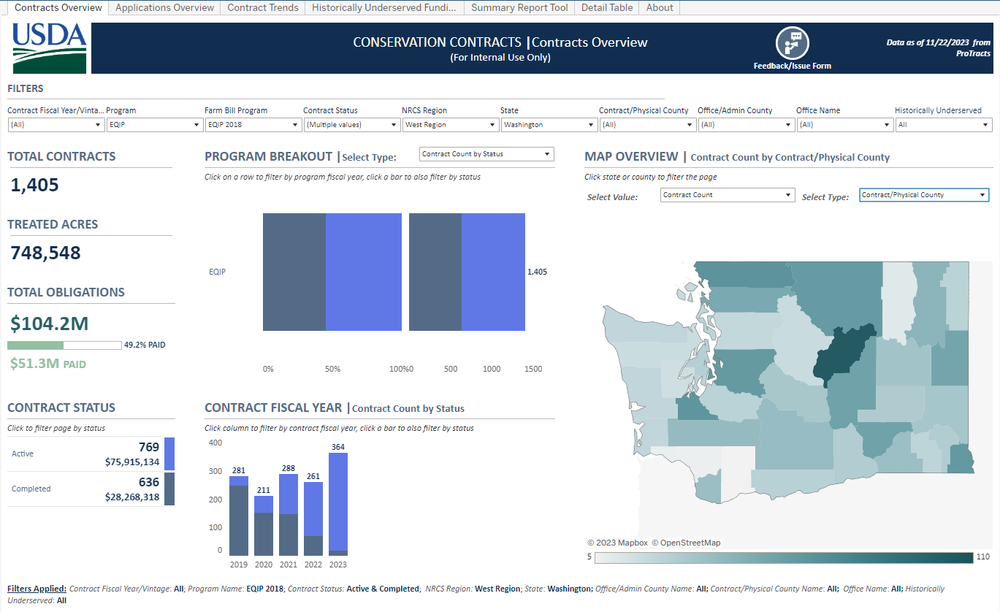 Contracts Overview
Applications Overview
Contract Trends
Historically Underserved Fundi...
Summary Report Tool
Detail Table
About
USDA
CONSERVATION CONTRACTS | Contracts Overview
(For Internal Use Only)
Feedback/Issue Form
Data as of 11/22/2023 from
ProTracts
FILTERS
Contract Fiscal Year/Vinta...
Program
Farm Bill Program
Contract Status
NRCS Region
State
Contract/Physical County
Office/Admin County
Office Name
Historically Underserved
(All)
EQIP
EQIP 2018
(Multiple values)
West Region
Washington
(All)
(All)
(All)
All
TOTAL CONTRACTS
1,405
TREATED ACRES
748,548
TOTAL OBLIGATIONS
$104.2M
49.2% PAID
$51.3M PAID
CONTRACT STATUS
Click to filter page by status
Active
769
$75,915,134
Completed
636
$28,268,318
PROGRAM BREAKOUT | Select Type:
Contract Count by Status
Click on a row to filter by program fiscal year, click a bar to also filter by status
EQIP
1,405
0%
50%
100%
0
500
1000
1500
CONTRACT FISCAL YEAR | Contract Count by Status
Click column to filter by contract fiscal year, click a bar to also filter by status
400
300
200
100
0
281
211
288
261
364
2019
2020
2021
2022
2023
MAP OVERVIEW | Contract Count by Contract/Physical County
Click state or county to filter the page
Select Value:
Contract Count
Select Type:
Contract/Physical County
© 2023 Mapbox © OpenStreetMap
5
110
Filters Applied: Contract Fiscal Year/Vintage: All; Program Name: EQIP 2018; Contract Status: Active & Completed; NRCS Region: West Region; State: Washington; Office/Admin County Name: All; Contract/Physical County Name: All; Office Name: All; Historically
Underserved: All